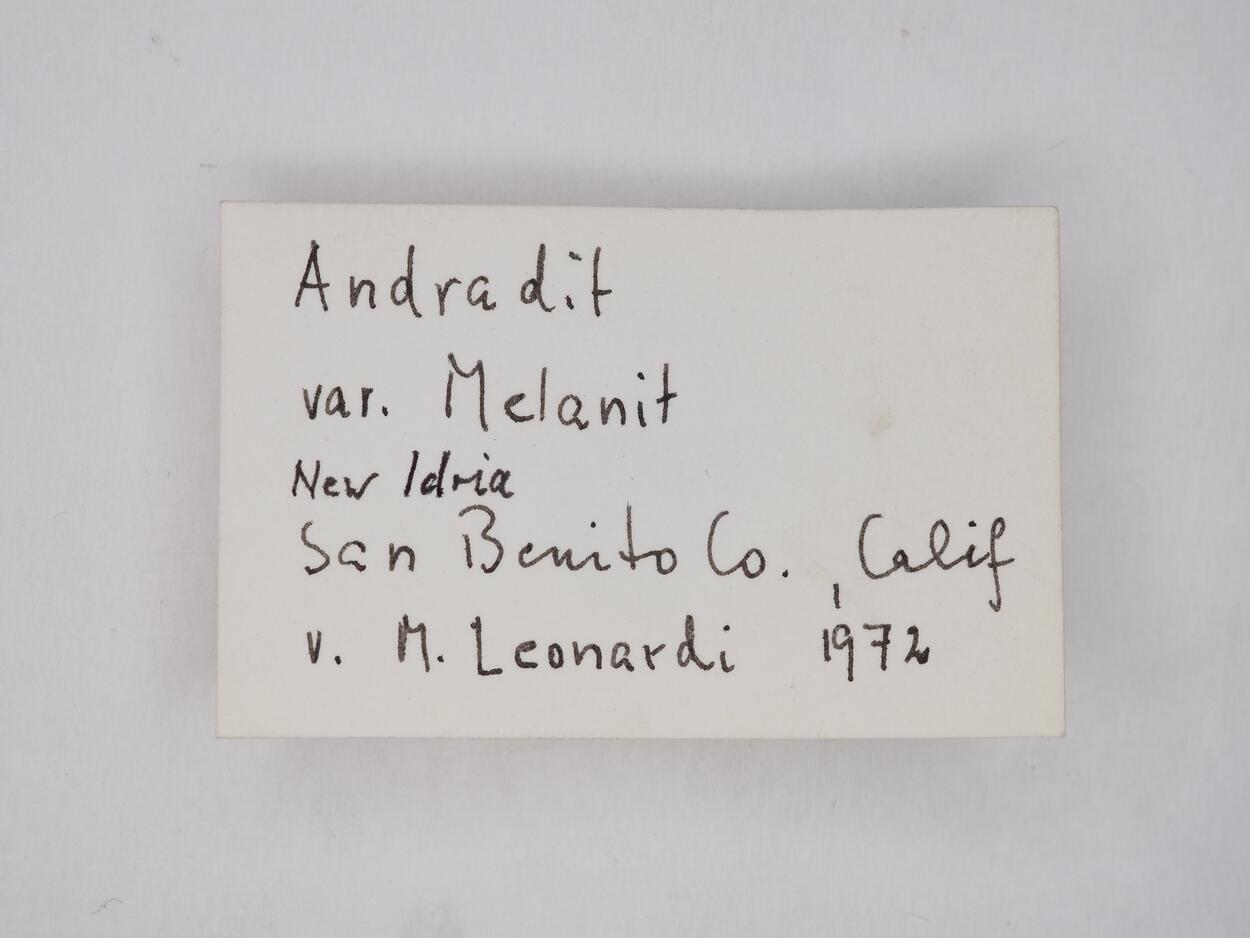 Andradit
var. Melanit
New Idria
San Benito Co., Calif
v. M. Leonardi 1972